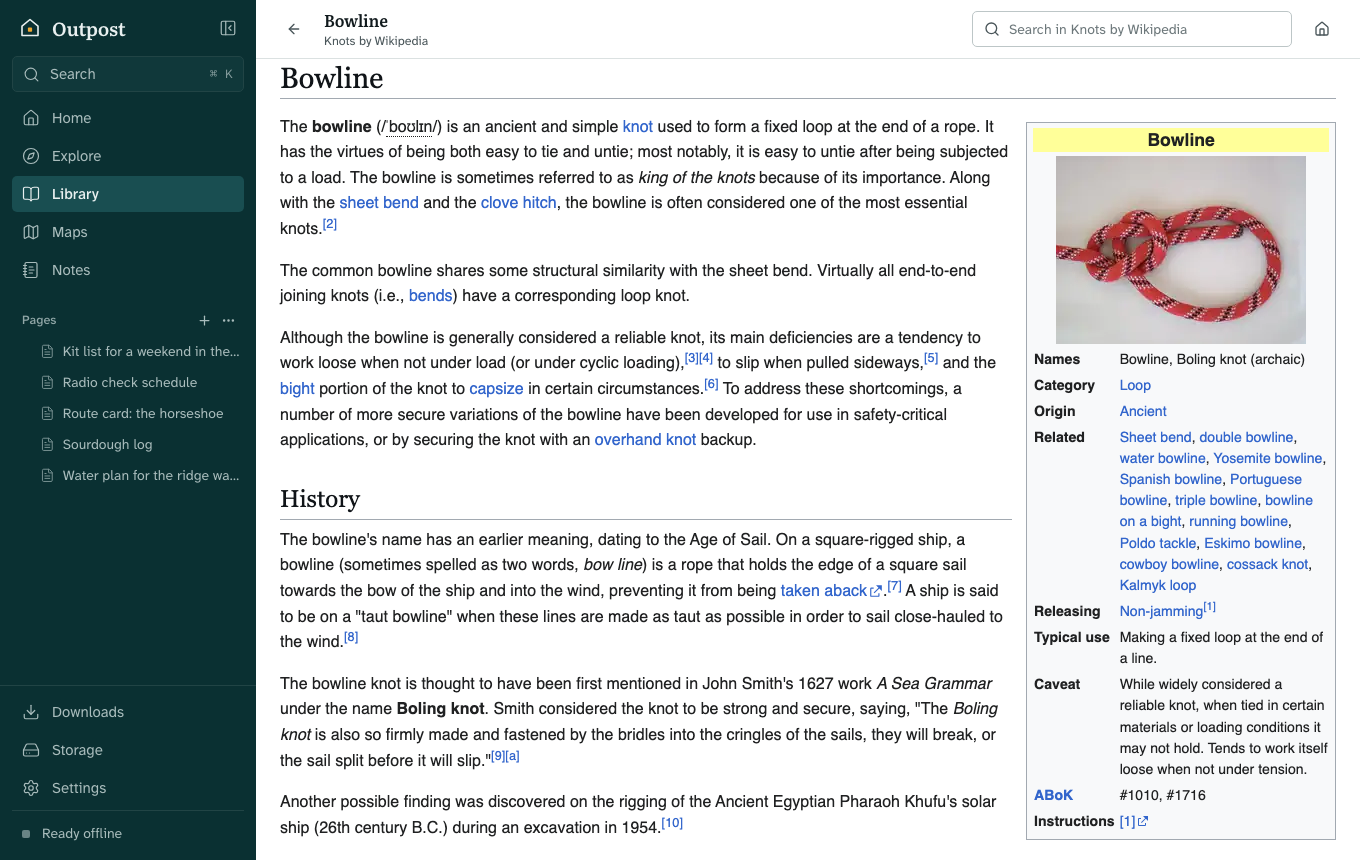 Outpost
Search ⌘ K
Home
Explore
Library
Maps
Notes
Pages
Kit list for a weekend in the...
Radio check schedule
Route card: the horseshoe
Sourdough log
Water plan for the ridge wa...
Downloads
Storage
Settings
Ready offline
Bowline
Knots by Wikipedia
Search in Knots by Wikipedia
Bowline
The bowline (/ˈboʊlɪn/) is an ancient and simple knot used to form a fixed loop at the end of a rope. It
has the virtues of being both easy to tie and untie; most notably, it is easy to untie after being subjected
to a load. The bowline is sometimes referred to as king of the knots because of its importance. Along
with the sheet bend and the clove hitch, the bowline is often considered one of the most essential
knots.[2]
The common bowline shares some structural similarity with the sheet bend. Virtually all end-to-end
joining knots (i.e., bends) have a corresponding loop knot.
Although the bowline is generally considered a reliable knot, its main deficiencies are a tendency to
work loose when not under load (or under cyclic loading),[3][4] to slip when pulled sideways,[5] and the
bight portion of the knot to capsize in certain circumstances.[6] To address these shortcomings, a
number of more secure variations of the bowline have been developed for use in safety-critical
applications, or by securing the knot with an overhand knot backup.
History
The bowline's name has an earlier meaning, dating to the Age of Sail. On a square-rigged ship, a
bowline (sometimes spelled as two words, bow line) is a rope that holds the edge of a square sail
towards the bow of the ship and into the wind, preventing it from being taken aback.[7] A ship is said
to be on a "taut bowline" when these lines are made as taut as possible in order to sail close-hauled to
the wind.[8]
The bowline knot is thought to have been first mentioned in John Smith's 1627 work A Sea Grammar
under the name Boling knot. Smith considered the knot to be strong and secure, saying, "The Boling
knot is also so firmly made and fastened by the bridles into the cringles of the sails, they will break, or
the sail split before it will slip."[9][a]
Another possible finding was discovered on the rigging of the Ancient Egyptian Pharaoh Khufu's solar
ship (26th century B.C.) during an excavation in 1954.[10]
Bowline
Names Bowline, Boling knot (archaic)
Category Loop
Origin Ancient
Related Sheet bend, double bowline,
water bowline, Yosemite bowline,
Spanish bowline, Portuguese
bowline, triple bowline, bowline
on a bight, running bowline,
Poldo tackle, Eskimo bowline,
cowboy bowline, cossack knot,
Kalmyk loop
Releasing Non-jamming[1]
Typical use Making a fixed loop at the end of
a line.
Caveat While widely considered a
reliable knot, when tied in certain
materials or loading conditions it
may not hold. Tends to work itself
loose when not under tension.
ABoK #1010, #1716
Instructions [1]